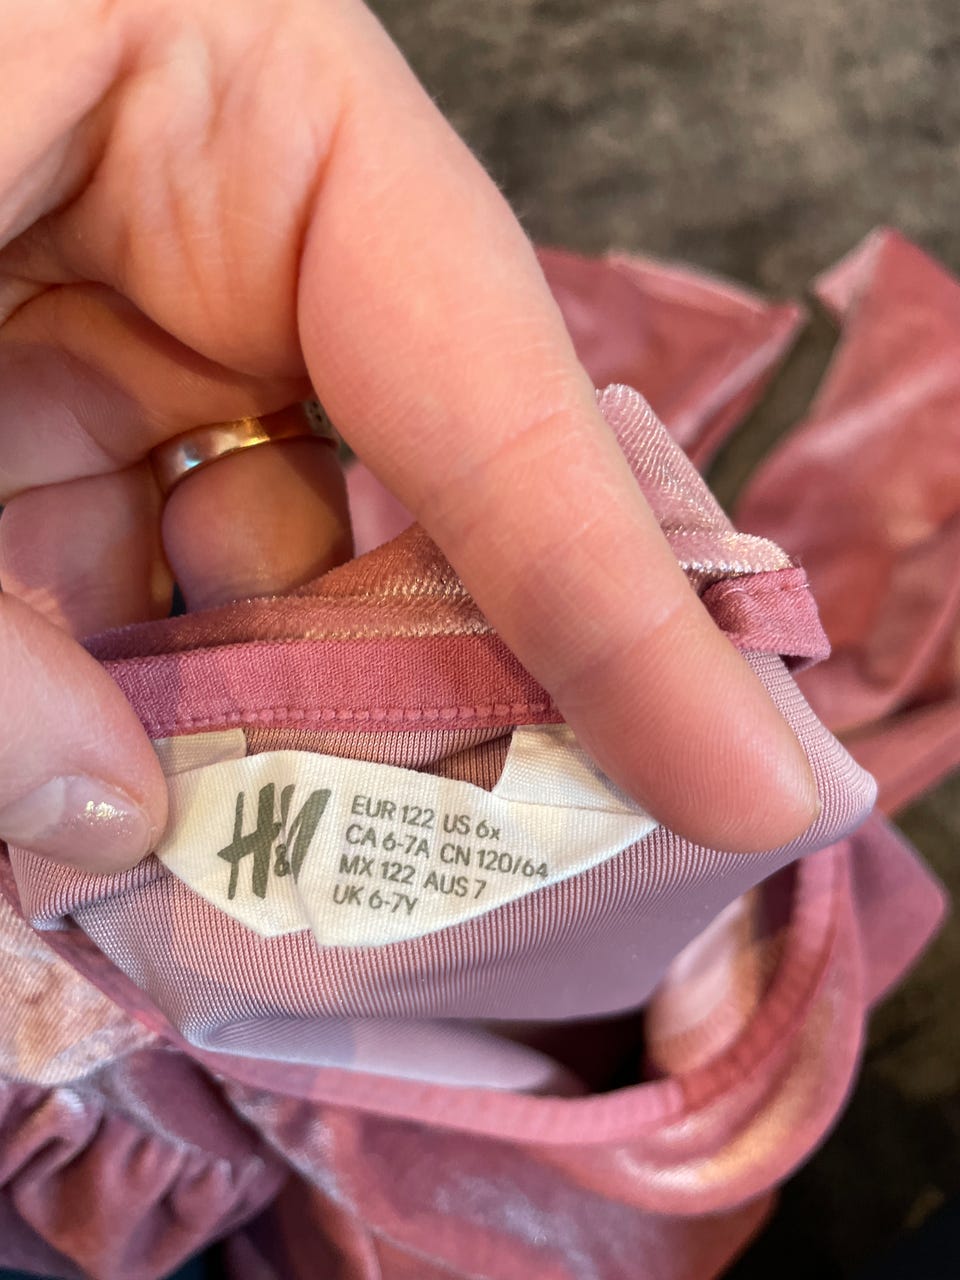 H&M
EUR 122 US 6x
CA 6-7A CN 120/64
MX 122 AUS 7
UK 6-7Y